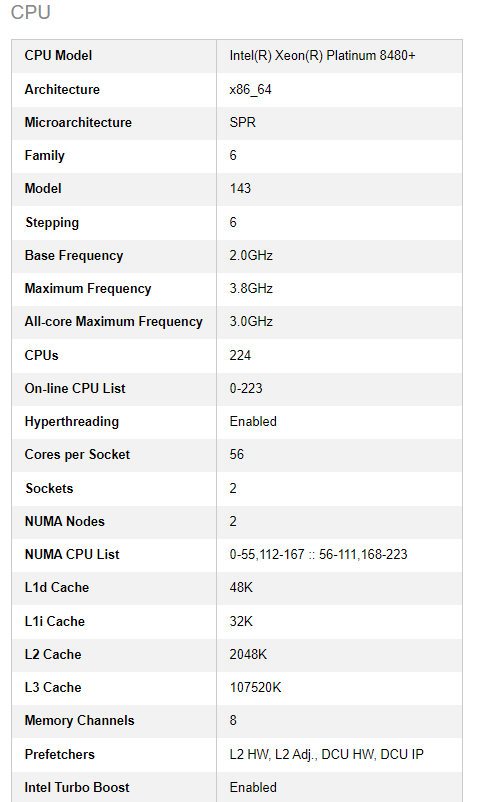 CPU
CPU Model Intel(R) Xeon(R) Platinum 8480+
Architecture x86_64
Microarchitecture SPR
Family 6
Model 143
Stepping 6
Base Frequency 2.0GHz
Maximum Frequency 3.8GHz
All-core Maximum Frequency 3.0GHz
CPUs 224
On-line CPU List 0-223
Hyperthreading Enabled
Cores per Socket 56
Sockets 2
NUMA Nodes 2
NUMA CPU List 0-55,112-167 :: 56-111,168-223
L1d Cache 48K
L1i Cache 32K
L2 Cache 2048K
L3 Cache 107520K
Memory Channels 8
Prefetchers L2 HW, L2 Adj., DCU HW, DCU IP
Intel Turbo Boost Enabled